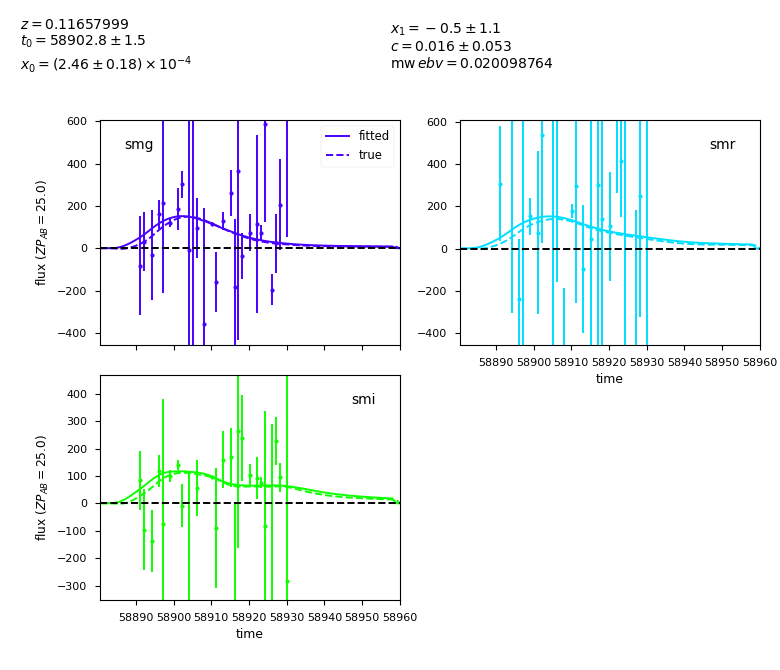 z = 0.11657999
t₀ = 58902.8 ± 1.5
x₀ = (2.46 ± 0.18) × 10⁻⁴
x₁ = −0.5 ± 1.1
c = 0.016 ± 0.053
mw ebv = 0.020098764
smg
fitted
true
600
400
200
0
−200
−400
flux (ZP_AB = 25.0)
smr
600
400
200
0
−200
−400
58890 58900 58910 58920 58930 58940 58950 58960
time
smi
400
300
200
100
0
−100
−200
−300
flux (ZP_AB = 25.0)
58890 58900 58910 58920 58930 58940 58950 58960
time